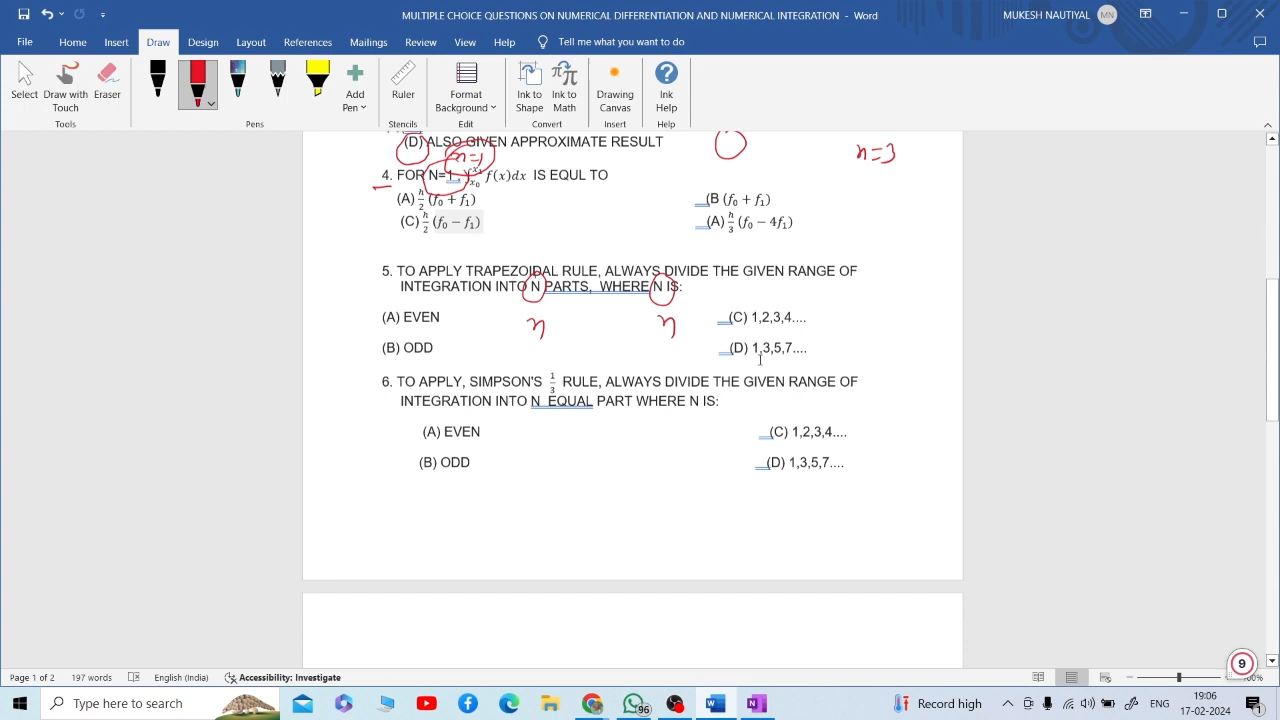 MULTIPLE CHOICE QUESTIONS ON NUMERICAL DIFFERENTIATION AND NUMERICAL INTEGRATION - Word
MUKESH NAUTIYAL MN
File Home Insert Draw Design Layout References Mailings Review View Help Tell me what you want to do
Select Draw with Touch Eraser Add Pen Ruler Format Background Ink to Shape Ink to Math Drawing Canvas Ink Help
Tools Pens Stencils Edit Convert Insert Help
(D) ALSO GIVEN APPROXIMATE RESULT
n=1
n=3
4. FOR N=1, ∫x₀ f(x)dx IS EQUL TO
(A) h/2 (f₀ + f₁) (B (f₀ + f₁)
(C) h/2 (f₀ − f₁) (A) h/3 (f₀ − 4f₁)
5. TO APPLY TRAPEZOIDAL RULE, ALWAYS DIVIDE THE GIVEN RANGE OF
INTEGRATION INTO N PARTS, WHERE N IS:
(A) EVEN (C) 1,2,3,4....
n n
(B) ODD (D) 1,3,5,7....
6. TO APPLY, SIMPSON'S 1/3 RULE, ALWAYS DIVIDE THE GIVEN RANGE OF
INTEGRATION INTO N EQUAL PART WHERE N IS:
(A) EVEN (C) 1,2,3,4....
(B) ODD (D) 1,3,5,7....
9
Page 1 of 2 197 words English (India) Accessibility: Investigate
Type here to search
96
Record high
ENG
19:06
17-02-2024
1